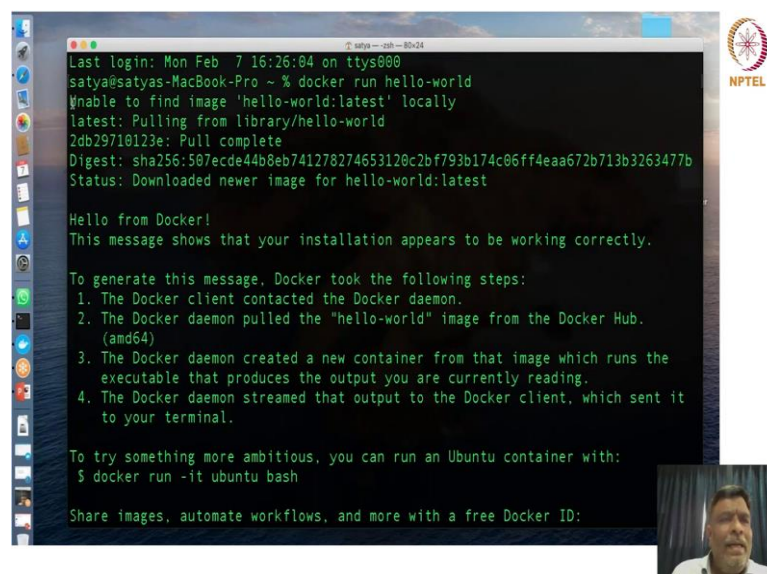 satya — -zsh — 80×24
Last login: Mon Feb  7 16:26:04 on ttys000
satya@satyas-MacBook-Pro ~ % docker run hello-world
Unable to find image 'hello-world:latest' locally
latest: Pulling from library/hello-world
2db29710123e: Pull complete
Digest: sha256:507ecde44b8eb741278274653120c2bf793b174c06ff4eaa672b713b3263477b
Status: Downloaded newer image for hello-world:latest
Hello from Docker!
This message shows that your installation appears to be working correctly.
To generate this message, Docker took the following steps:
1. The Docker client contacted the Docker daemon.
2. The Docker daemon pulled the "hello-world" image from the Docker Hub.
(amd64)
3. The Docker daemon created a new container from that image which runs the
executable that produces the output you are currently reading.
4. The Docker daemon streamed that output to the Docker client, which sent it
to your terminal.
To try something more ambitious, you can run an Ubuntu container with:
$ docker run -it ubuntu bash
Share images, automate workflows, and more with a free Docker ID:
NPTEL
7